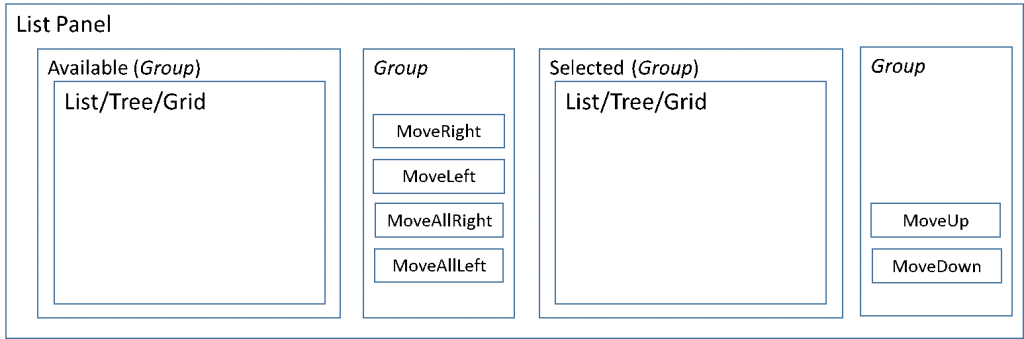 List Panel
Available (Group)
List/Tree/Grid
Group
MoveRight
MoveLeft
MoveAllRight
MoveAllLeft
Selected (Group)
List/Tree/Grid
Group
MoveUp
MoveDown